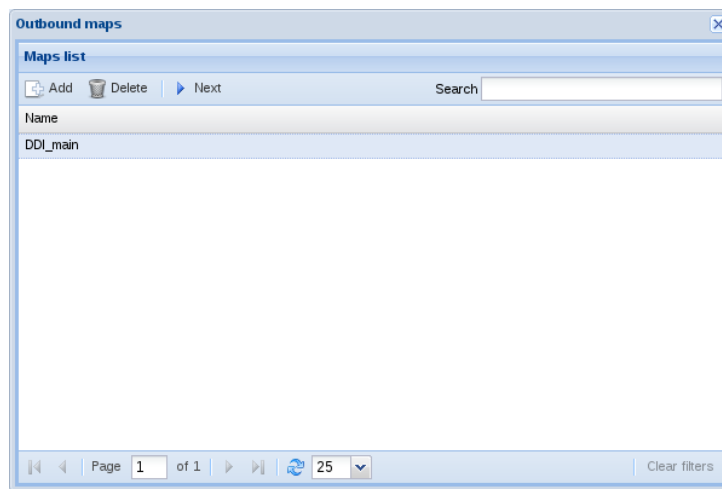 Outbound maps
Maps list
Add Delete Next Search
Name
DDI_main
Page 1 of 1 25 Clear filters